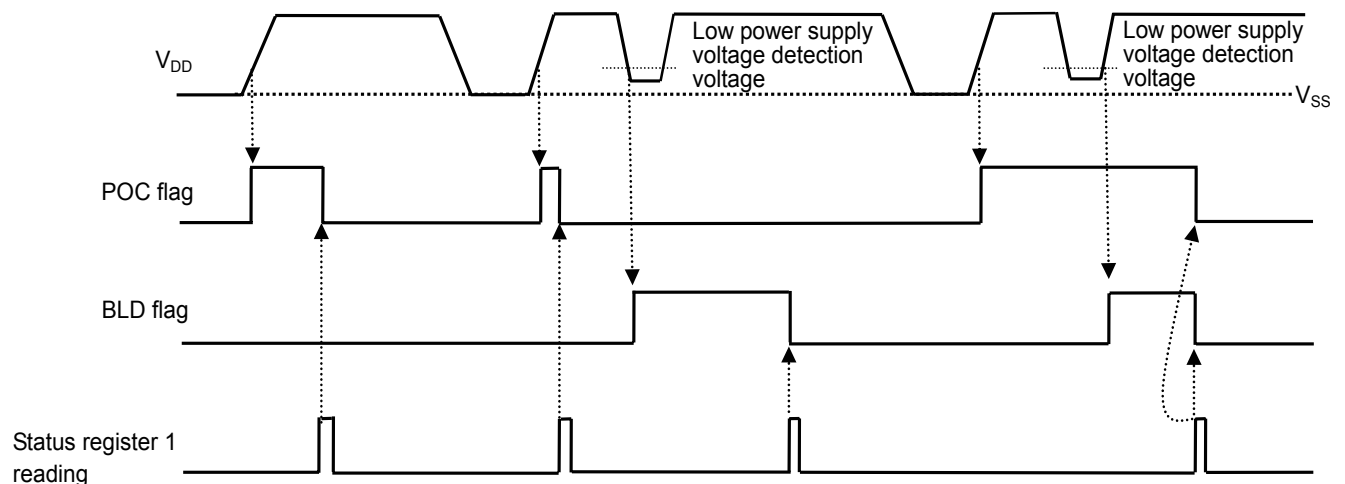 Low power supply
voltage detection
voltage
Low power supply
voltage detection
voltage
VDD
VSS
POC flag
BLD flag
Status register 1
reading